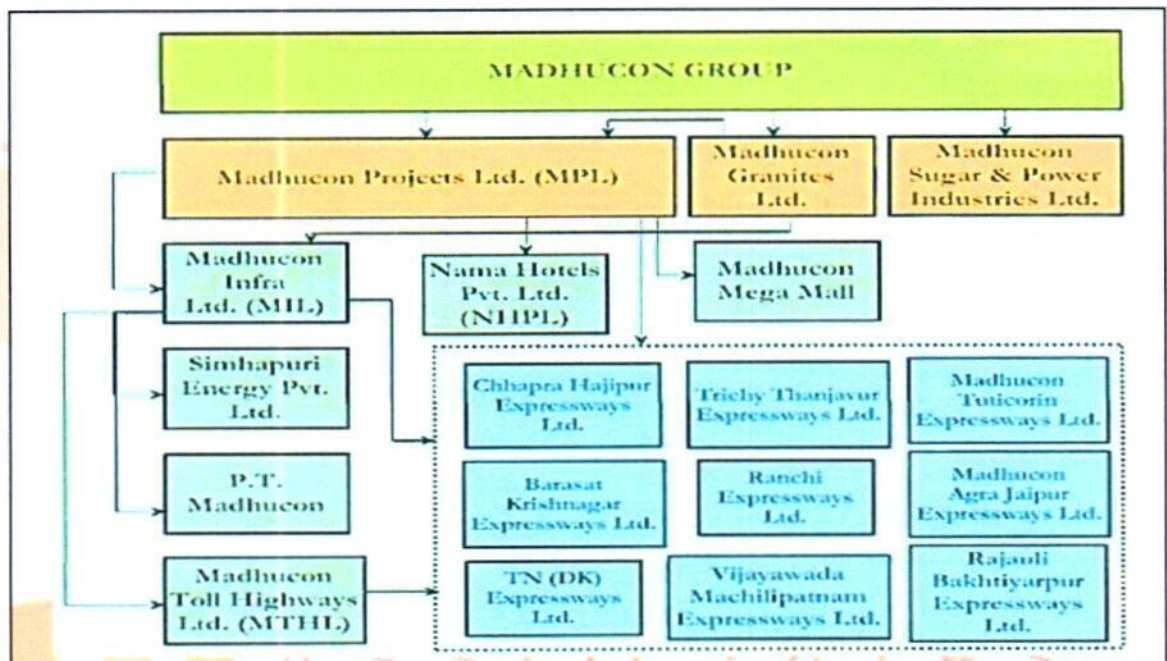 MADHUCON GROUP
Madhucon Projects Ltd. (MPL)
Madhucon
Granites
Ltd.
Madhucon
Sugar & Power
Industries Ltd.
Madhucon
Infra
Ltd. (MIL)
Nama Hotels
Pvt. Ltd.
(NHPL)
Madhucon
Mega Mall
Simhapuri
Energy Pvt.
Ltd.
P.T.
Madhucon
Madhucon
Toll Highways
Ltd. (MTHL)
Chhapra Hajipur
Expressways
Ltd.
Trichy Thanjavur
Expressways Ltd.
Madhucon
Tuticorin
Expressways Ltd.
Barasat
Krishnagar
Expressways Ltd.
Ranchi
Expressways
Ltd.
Madhucon
Agra Jaipur
Expressways Ltd.
TN (DK)
Expressways
Ltd.
Vijayawada
Machilipatnam
Expressways Ltd.
Rajauli
Bakhtiyarpur
Expressways
Ltd.